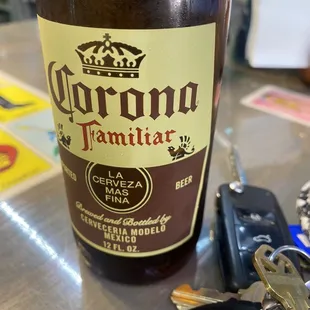 Corona
Familiar
LA
CERVEZA
MAS
FINA
BEER
Brewed and Bottled by
CERVECERIA MODELO
MEXICO
12 FL. OZ.